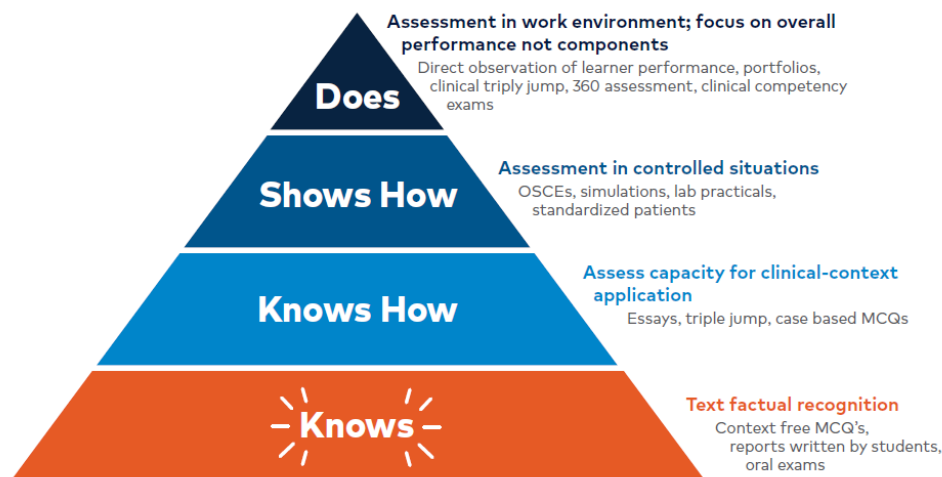 Assessment in work environment; focus on overall
performance not components
Direct observation of learner performance, portfolios,
clinical triply jump, 360 assessment, clinical competency
exams
Does
Assessment in controlled situations
OSCEs, simulations, lab practicals,
standardized patients
Shows How
Assess capacity for clinical-context
application
Essays, triple jump, case based MCQs
Knows How
Text factual recognition
Context free MCQ's,
reports written by students,
oral exams
Knows